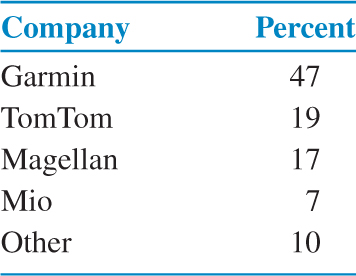 Company Percent
Garmin 47
TomTom 19
Magellan 17
Mio 7
Other 10